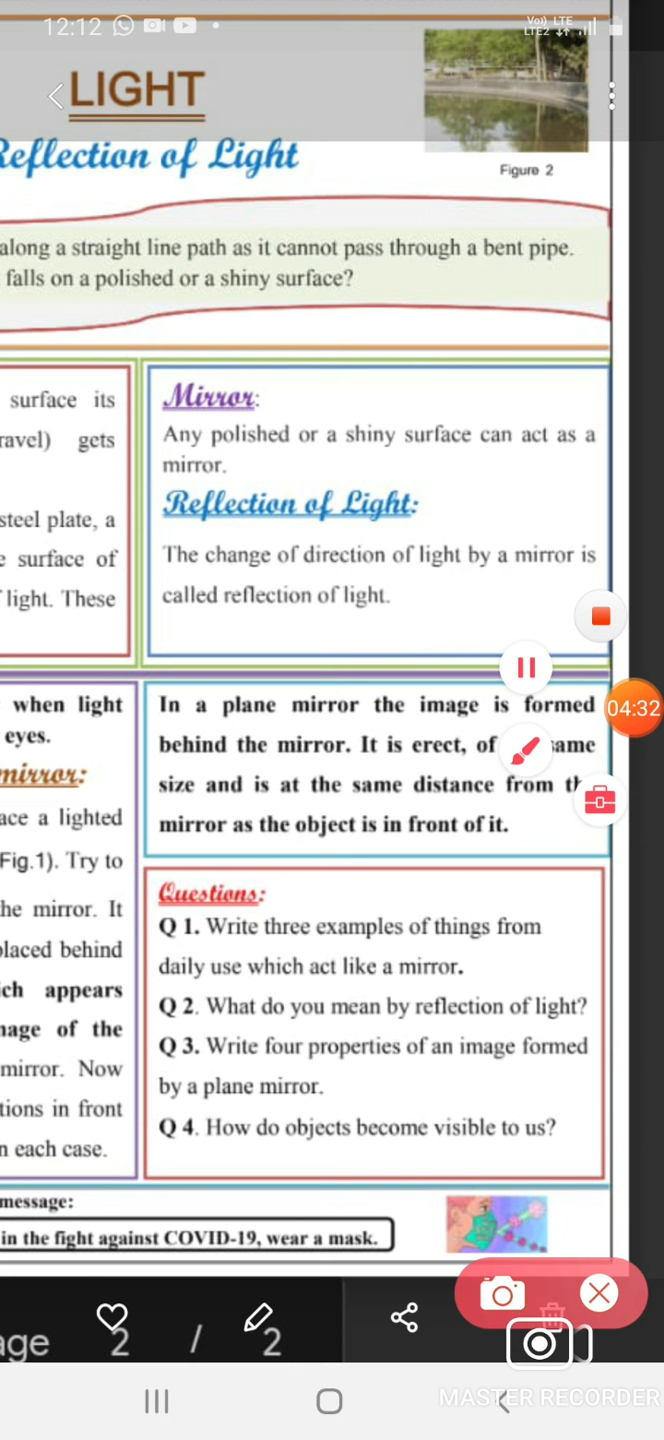 12:12
Vo) LTE
LTE2
LIGHT
Reflection of Light
Figure 2
along a straight line path as it cannot pass through a bent pipe.
falls on a polished or a shiny surface?
surface its
ravel) gets
steel plate, a
e surface of
light. These
Mirror:
Any polished or a shiny surface can act as a
mirror.
Reflection of Light:
The change of direction of light by a mirror is
called reflection of light.
04:32
when light
eyes.
mirror:
ace a lighted
Fig.1). Try to
he mirror. It
placed behind
ich appears
nage of the
mirror. Now
tions in front
n each case.
In a plane mirror the image is formed
behind the mirror. It is erect, of same
size and is at the same distance from th
mirror as the object is in front of it.
Questions:
Q 1. Write three examples of things from
daily use which act like a mirror.
Q 2. What do you mean by reflection of light?
Q 3. Write four properties of an image formed
by a plane mirror.
Q 4. How do objects become visible to us?
message:
in the fight against COVID-19, wear a mask.
age 2 / 2
MASTER RECORDER